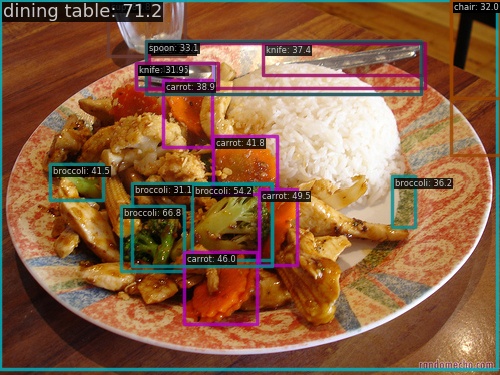 dining table: 71.2
chair: 32.0
spoon: 33.1
knife: 37.4
knife: 31.9
carrot: 38.9
carrot: 41.8
broccoli: 41.5
broccoli: 31.1
broccoli: 54.2
carrot: 49.5
broccoli: 36.2
broccoli: 66.8
carrot: 46.0
randomecho.com